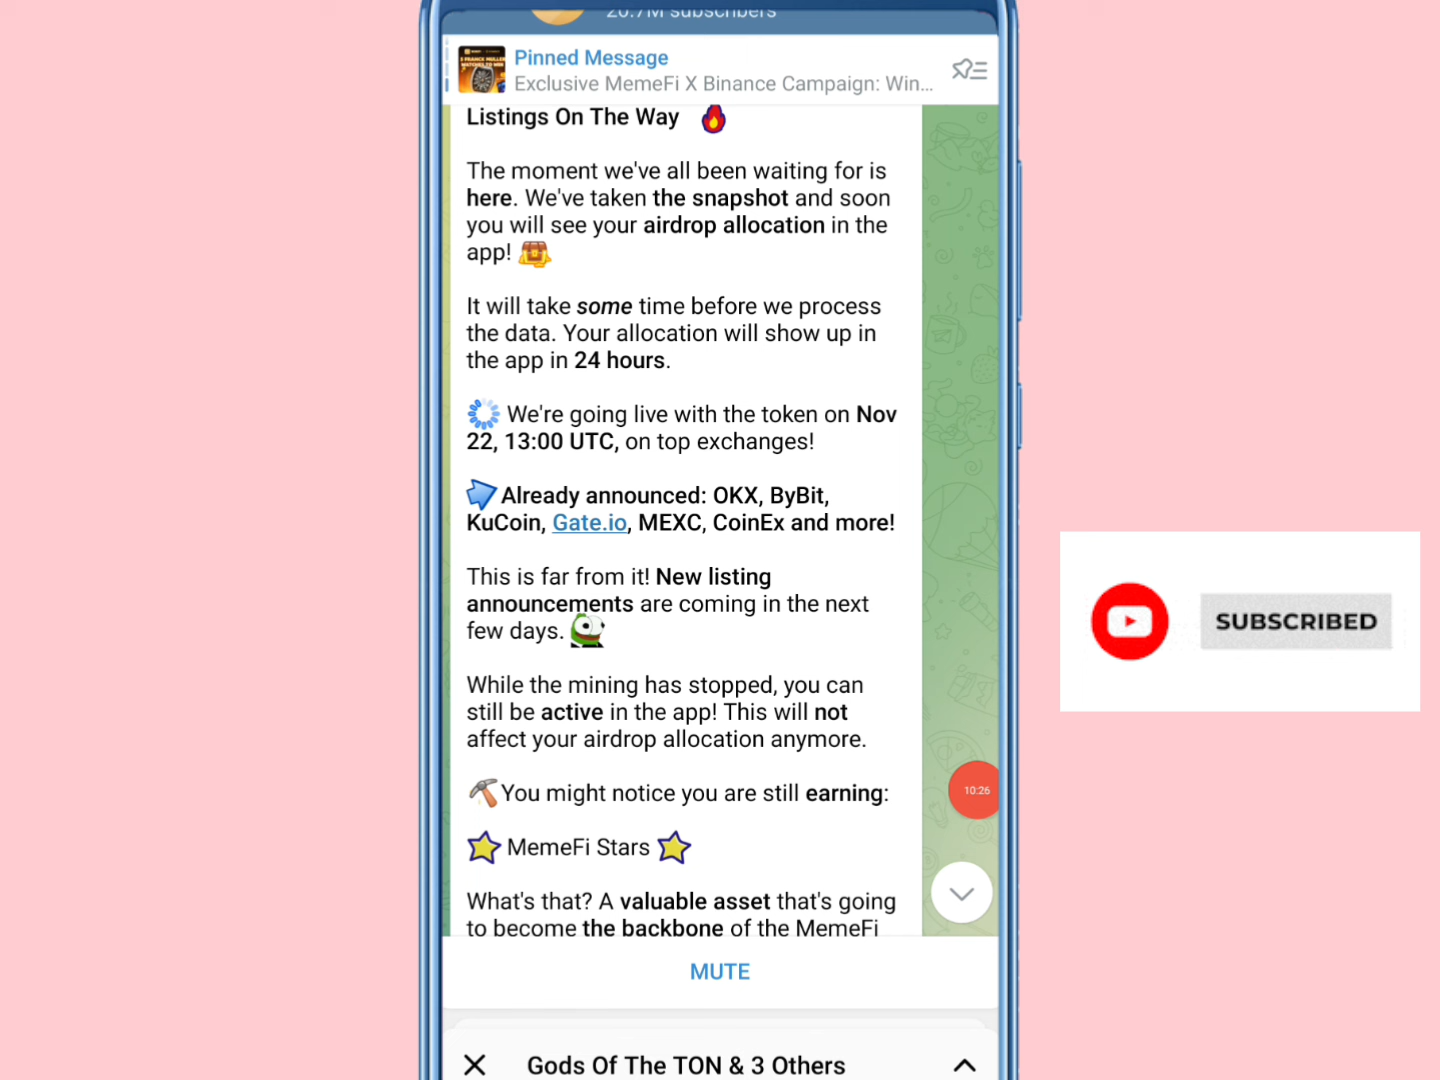 20.7M subscribers
Pinned Message
Exclusive MemeFi X Binance Campaign: Win...
Listings On The Way
The moment we've all been waiting for is
here. We've taken the snapshot and soon
you will see your airdrop allocation in the
app!
It will take some time before we process
the data. Your allocation will show up in
the app in 24 hours.
We're going live with the token on Nov
22, 13:00 UTC, on top exchanges!
Already announced: OKX, ByBit,
KuCoin, Gate.io, MEXC, CoinEx and more!
This is far from it! New listing
announcements are coming in the next
few days.
While the mining has stopped, you can
still be active in the app! This will not
affect your airdrop allocation anymore.
10:26
You might notice you are still earning:
MemeFi Stars
What's that? A valuable asset that's going
to become the backbone of the MemeFi
MUTE
Gods Of The TON & 3 Others
SUBSCRIBED